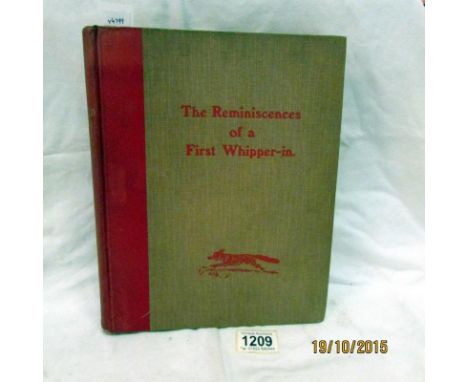 The Reminiscences
of a
First Whipper-in.
1209
19/10/2015